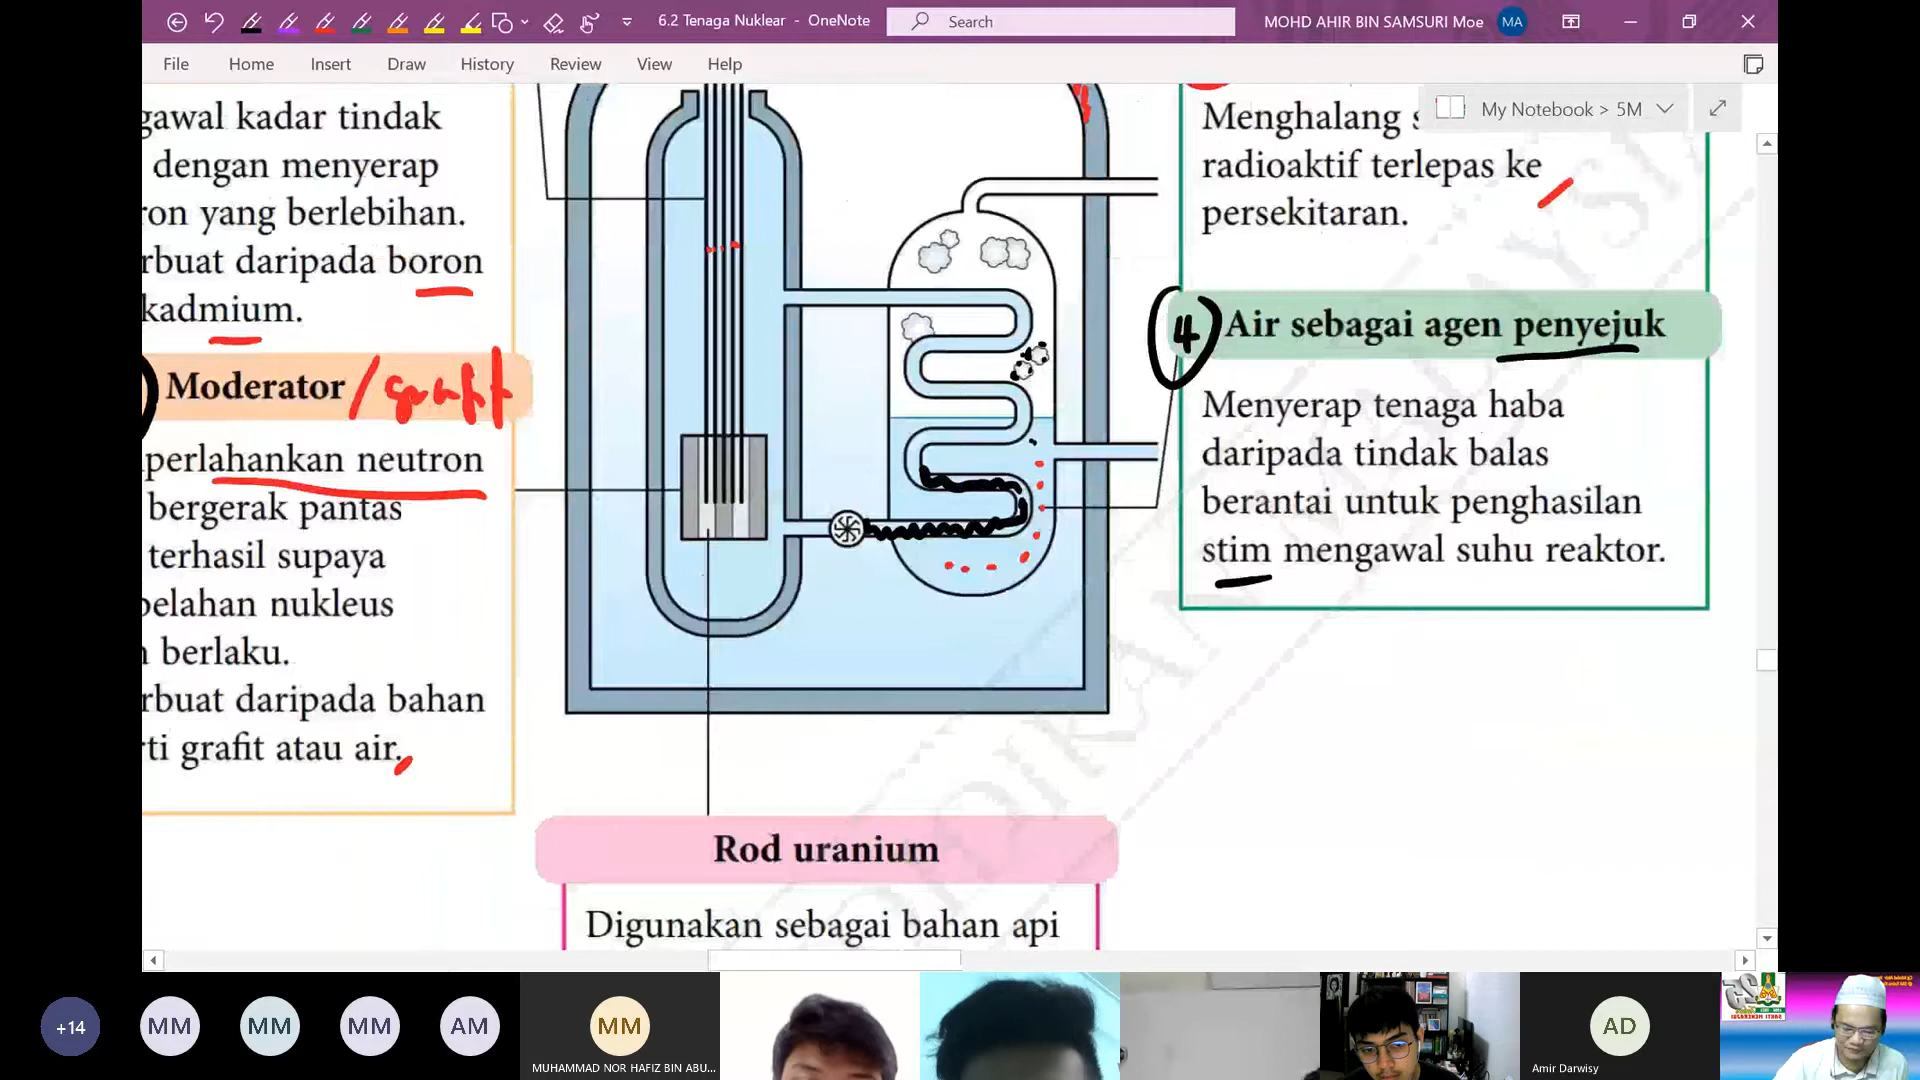 6.2 Tenaga Nuklear - OneNote
Search
MOHD AHIR BIN SAMSURI Moe
MA
File
Home
Insert
Draw
History
Review
View
Help
My Notebook > 5M
gawal kadar tindak
dengan menyerap
ron yang berlebihan.
rbuat daripada boron
kadmium.
Moderator / grafit
perlahankan neutron
bergerak pantas
terhasil supaya
belahan nukleus
berlaku.
rbuat daripada bahan
rti grafit atau air.
Menghalang s
radioaktif terlepas ke
persekitaran.
4
Air sebagai agen penyejuk
Menyerap tenaga haba
daripada tindak balas
berantai untuk penghasilan
stim mengawal suhu reaktor.
Rod uranium
Digunakan sebagai bahan api
+14
MM
MM
MM
AM
MM
MUHAMMAD NOR HAFIZ BIN ABU...
AD
Amir Darwisy